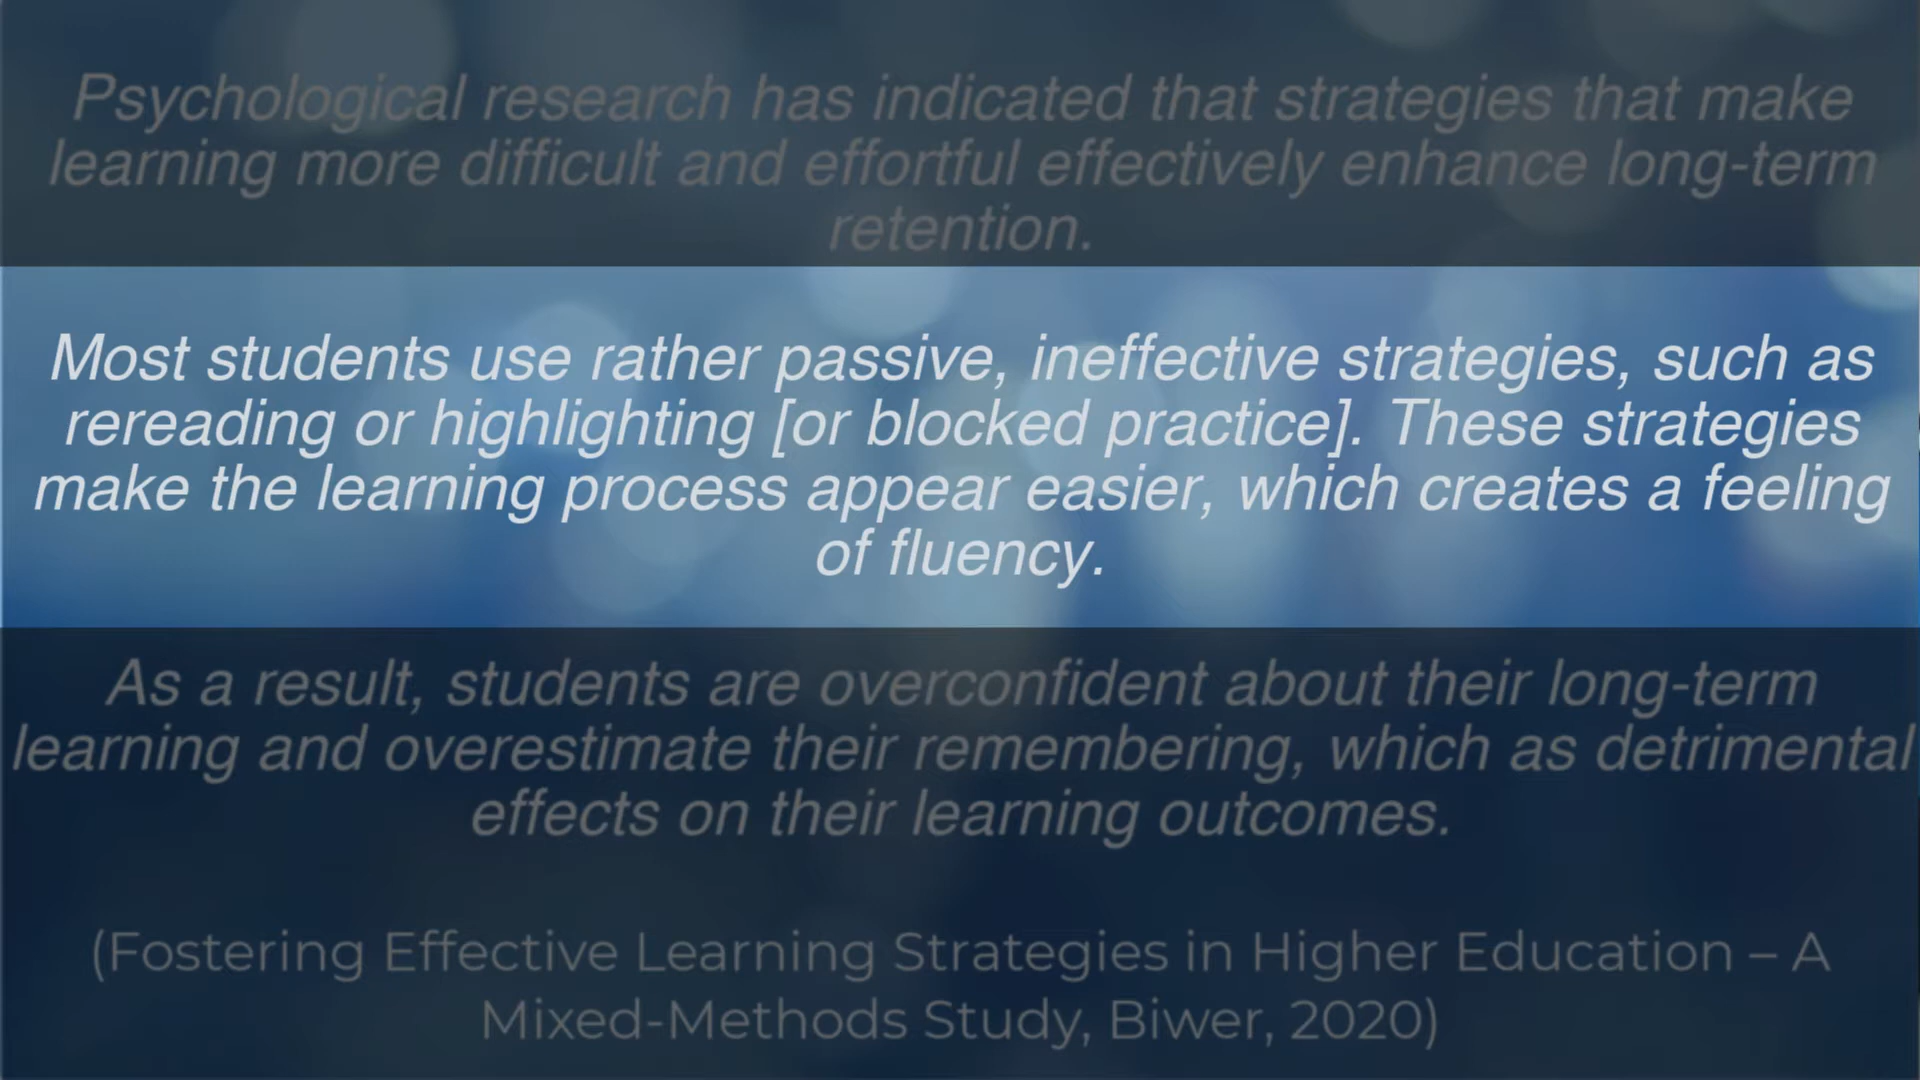 Psychological research has indicated that strategies that make
learning more difficult and effortful effectively enhance long-term
retention.
Most students use rather passive, ineffective strategies, such as
rereading or highlighting [or blocked practice]. These strategies
make the learning process appear easier, which creates a feeling
of fluency.
As a result, students are overconfident about their long-term
learning and overestimate their remembering, which as detrimental
effects on their learning outcomes.
(Fostering Effective Learning Strategies in Higher Education – A
Mixed-Methods Study, Biwer, 2020)